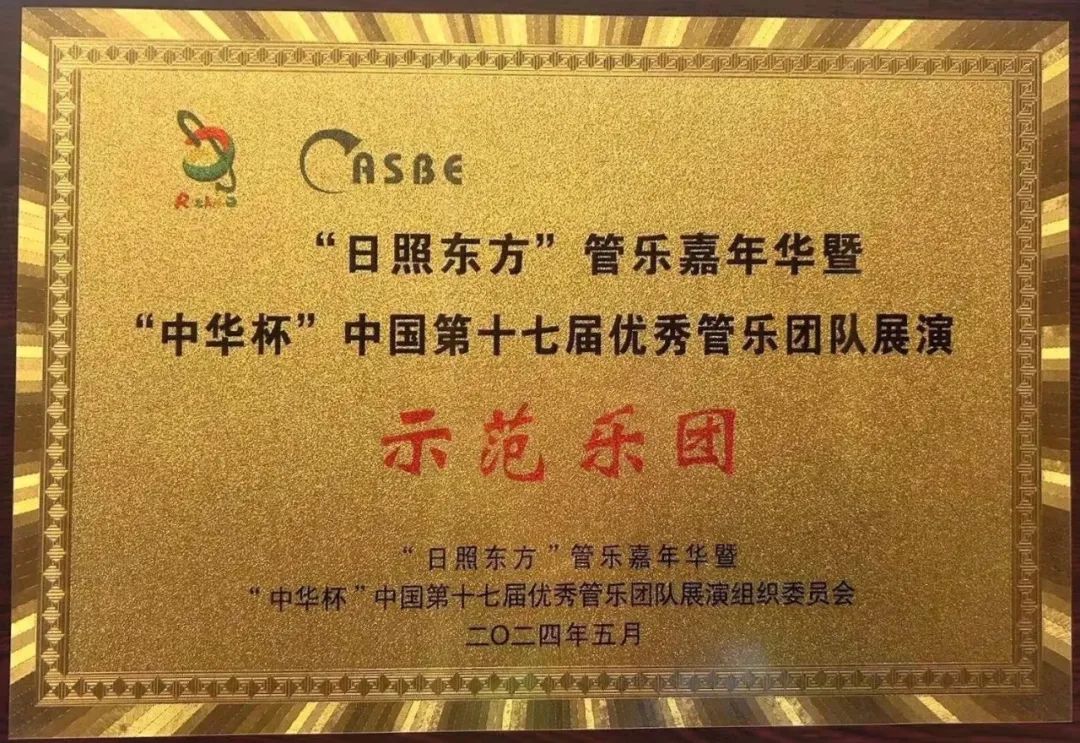 Rizhao
CASBE
“日照东方”管乐嘉年华暨
“中华杯”中国第十七届优秀管乐团队展演
示范乐团
“日照东方”管乐嘉年华暨
“中华杯”中国第十七届优秀管乐团队展演组织委员会
二〇二四年五月